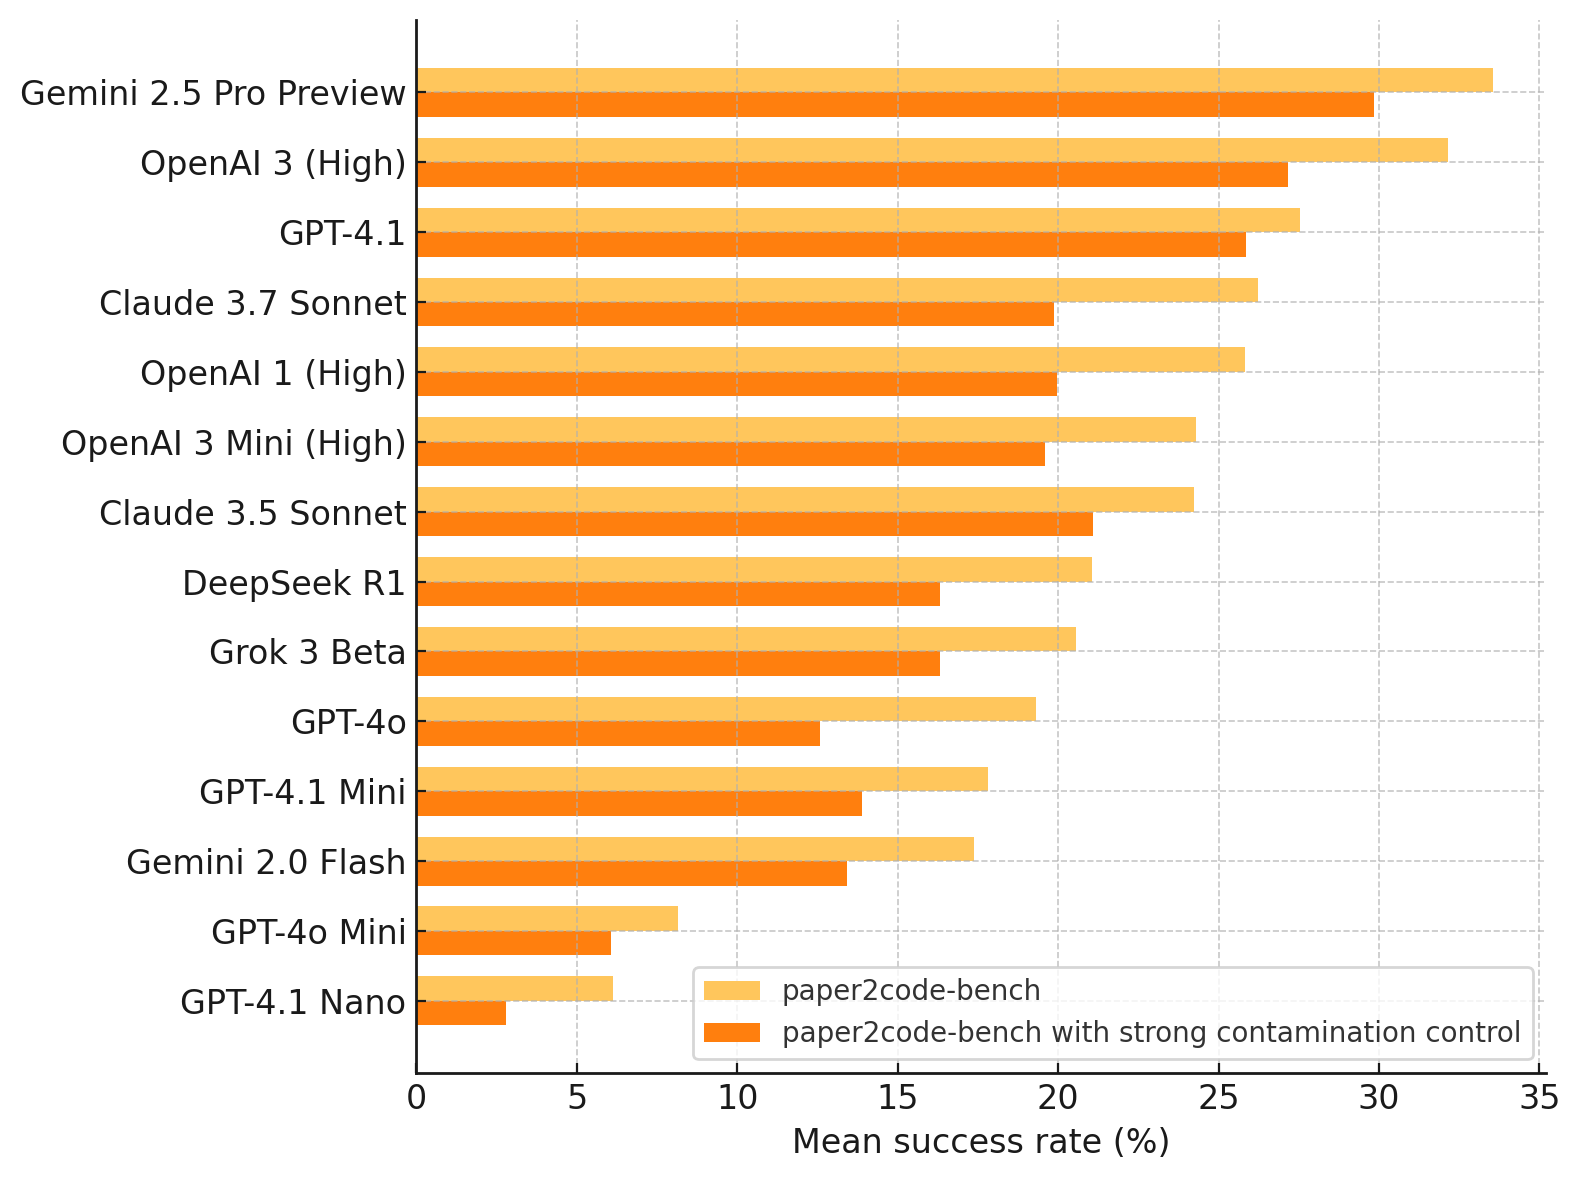 Gemini 2.5 Pro Preview
OpenAI 3 (High)
GPT-4.1
Claude 3.7 Sonnet
OpenAI 1 (High)
OpenAI 3 Mini (High)
Claude 3.5 Sonnet
DeepSeek R1
Grok 3 Beta
GPT-4o
GPT-4.1 Mini
Gemini 2.0 Flash
GPT-4o Mini
GPT-4.1 Nano
paper2code-bench
paper2code-bench with strong contamination control
0 5 10 15 20 25 30 35
Mean success rate (%)